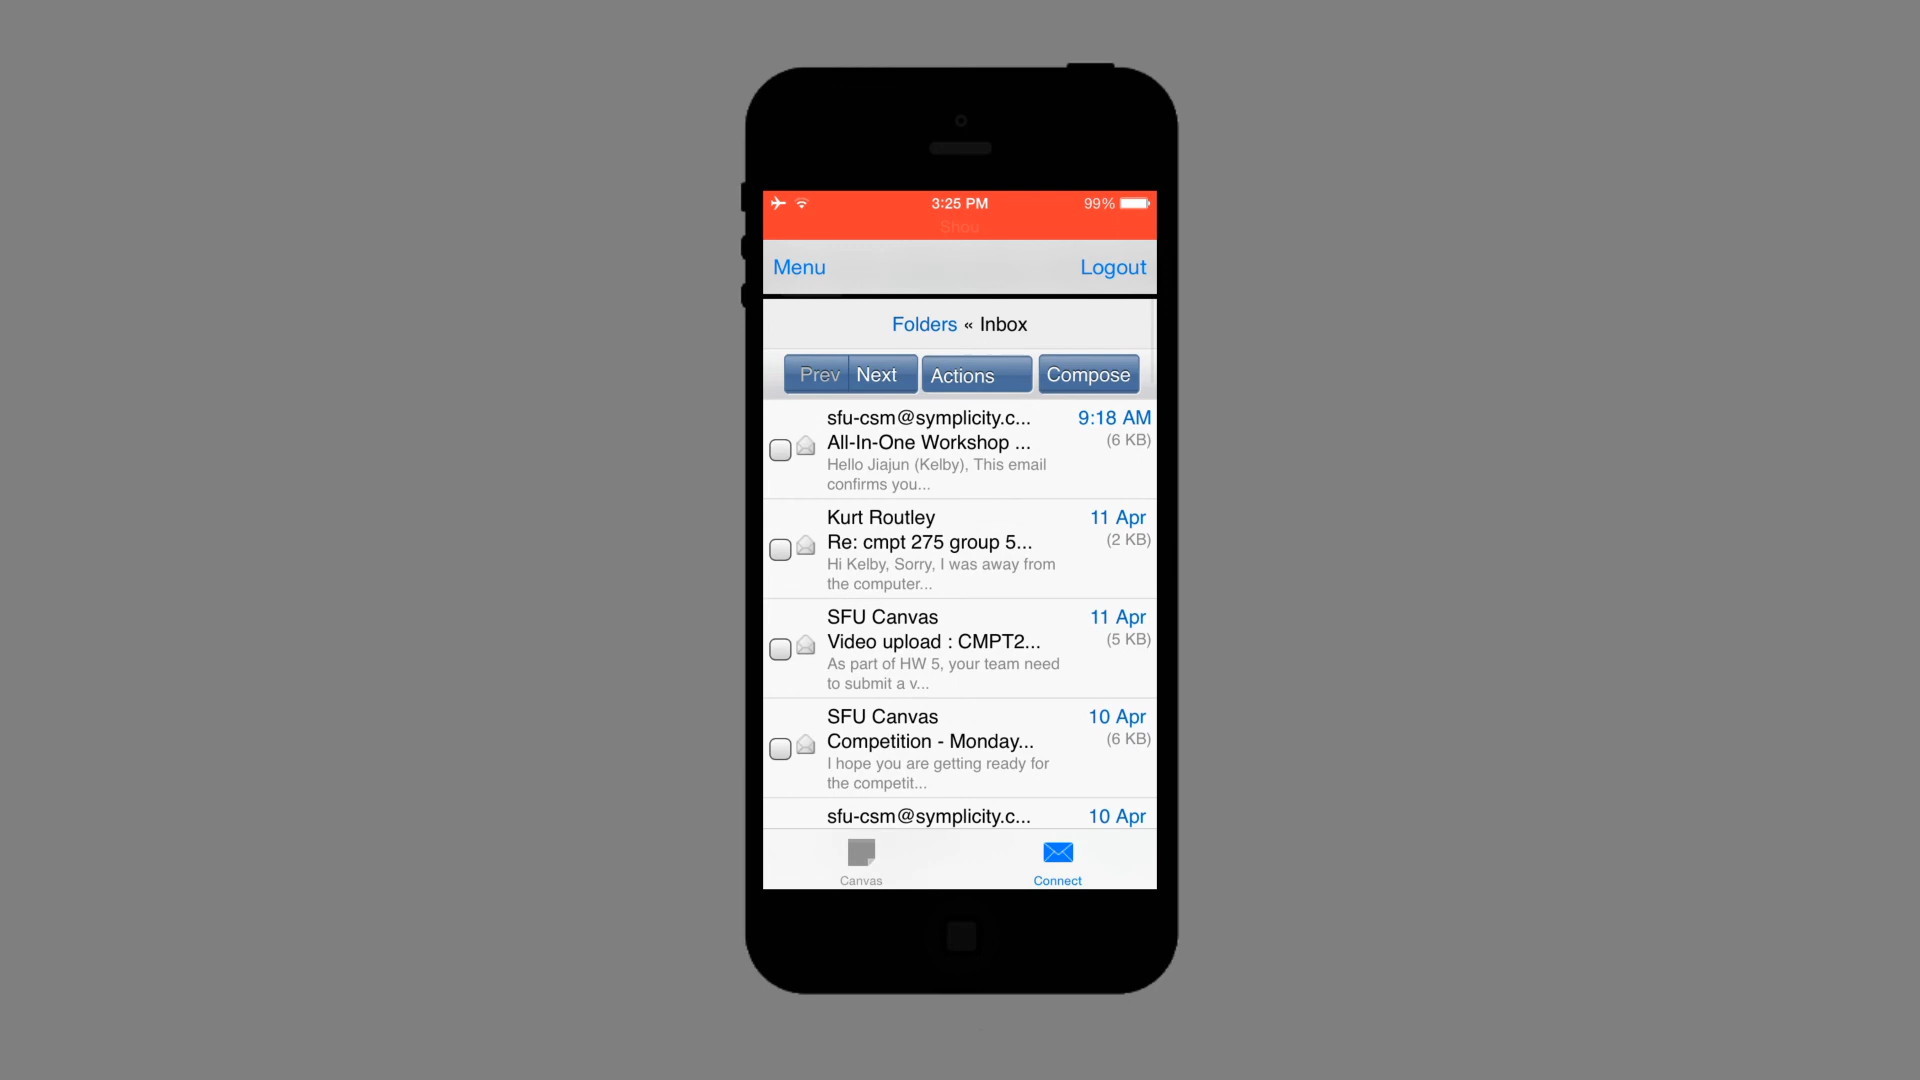 3:25 PM
99%
Shou
Menu
Logout
Folders « Inbox
Prev Next Actions Compose
sfu-csm@symplicity.c... 9:18 AM
All-In-One Workshop ... (6 KB)
Hello Jiajun (Kelby), This email
confirms you...
Kurt Routley 11 Apr
Re: cmpt 275 group 5... (2 KB)
Hi Kelby, Sorry, I was away from
the computer...
SFU Canvas 11 Apr
Video upload : CMPT2... (5 KB)
As part of HW 5, your team need
to submit a v...
SFU Canvas 10 Apr
Competition - Monday... (6 KB)
I hope you are getting ready for
the competit...
sfu-csm@symplicity.c... 10 Apr
Canvas
Connect